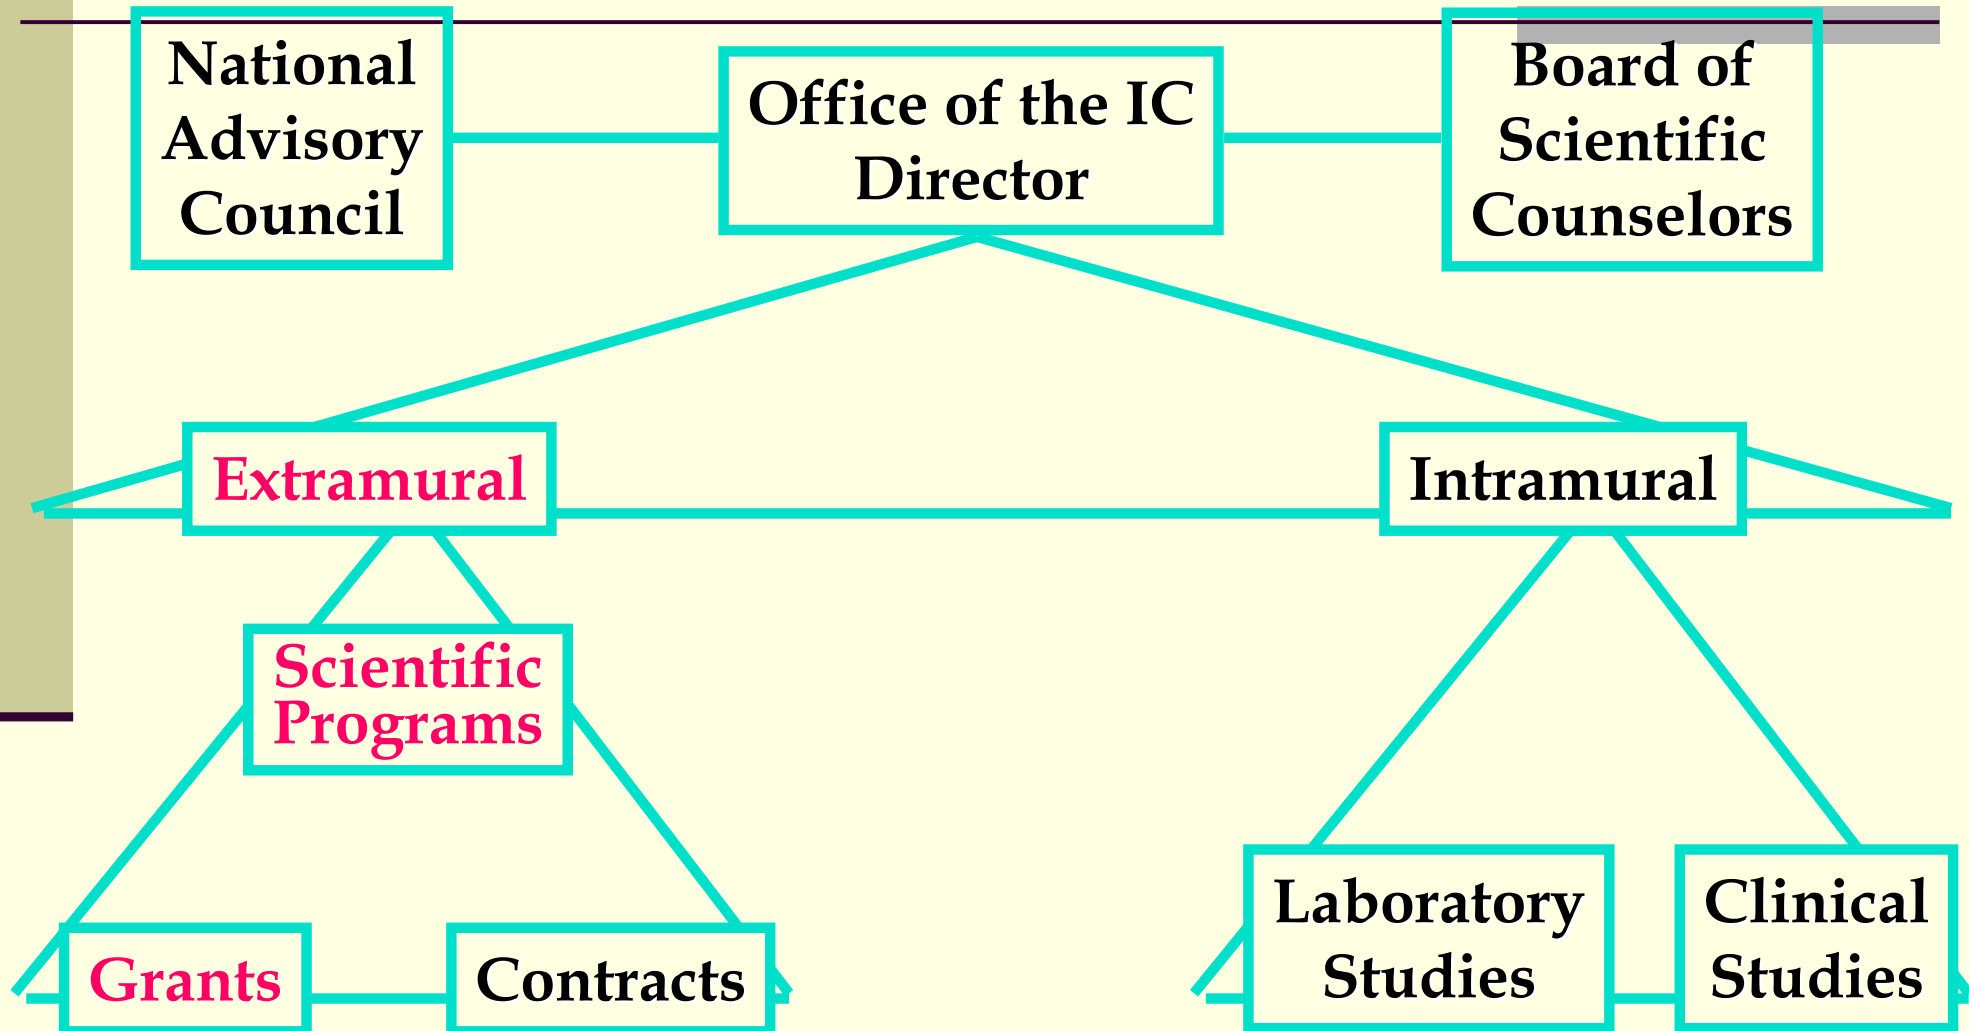 National
Advisory
Council
Office of the IC
Director
Board of
Scientific
Counselors
Extramural
Intramural
Scientific
Programs
Grants
Contracts
Laboratory
Studies
Clinical
Studies